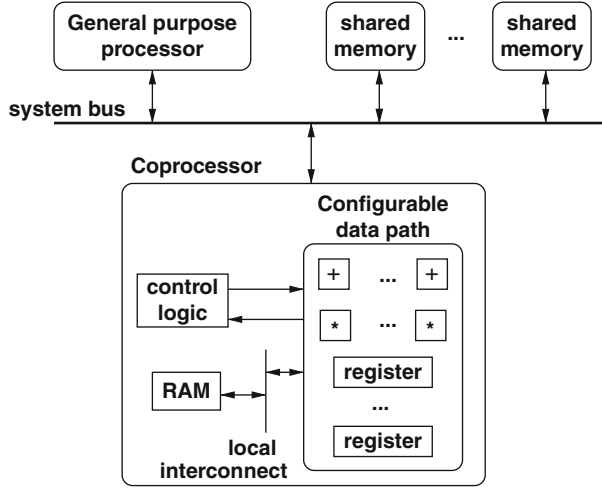 General purpose
processor
shared
memory
...
shared
memory
system bus
Coprocessor
Configurable
data path
+ ... +
* ... *
control
logic
register
RAM
...
register
local
interconnect